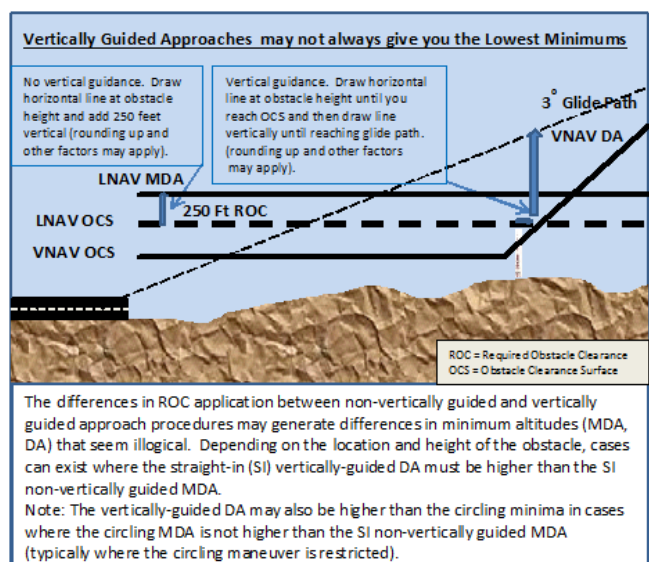 Vertically Guided Approaches may not always give you the Lowest Minimums
No vertical guidance. Draw
horizontal line at obstacle
height and add 250 feet
vertical (rounding up and
other factors may apply).
Vertical guidance. Draw horizontal
line at obstacle height until you
reach OCS and then draw line
vertically until reaching glide path.
(rounding up and other factors
may apply).
3° Glide Path
VNAV DA
LNAV MDA
250 Ft ROC
LNAV OCS
VNAV OCS
ROC = Required Obstacle Clearance
OCS = Obstacle Clearance Surface
The differences in ROC application between non-vertically guided and vertically
guided approach procedures may generate differences in minimum altitudes (MDA,
DA) that seem illogical. Depending on the location and height of the obstacle, cases
can exist where the straight-in (SI) vertically-guided DA must be higher than the SI
non-vertically guided MDA.
Note: The vertically-guided DA may also be higher than the circling minima in cases
where the circling MDA is not higher than the SI non-vertically guided MDA
(typically where the circling maneuver is restricted).